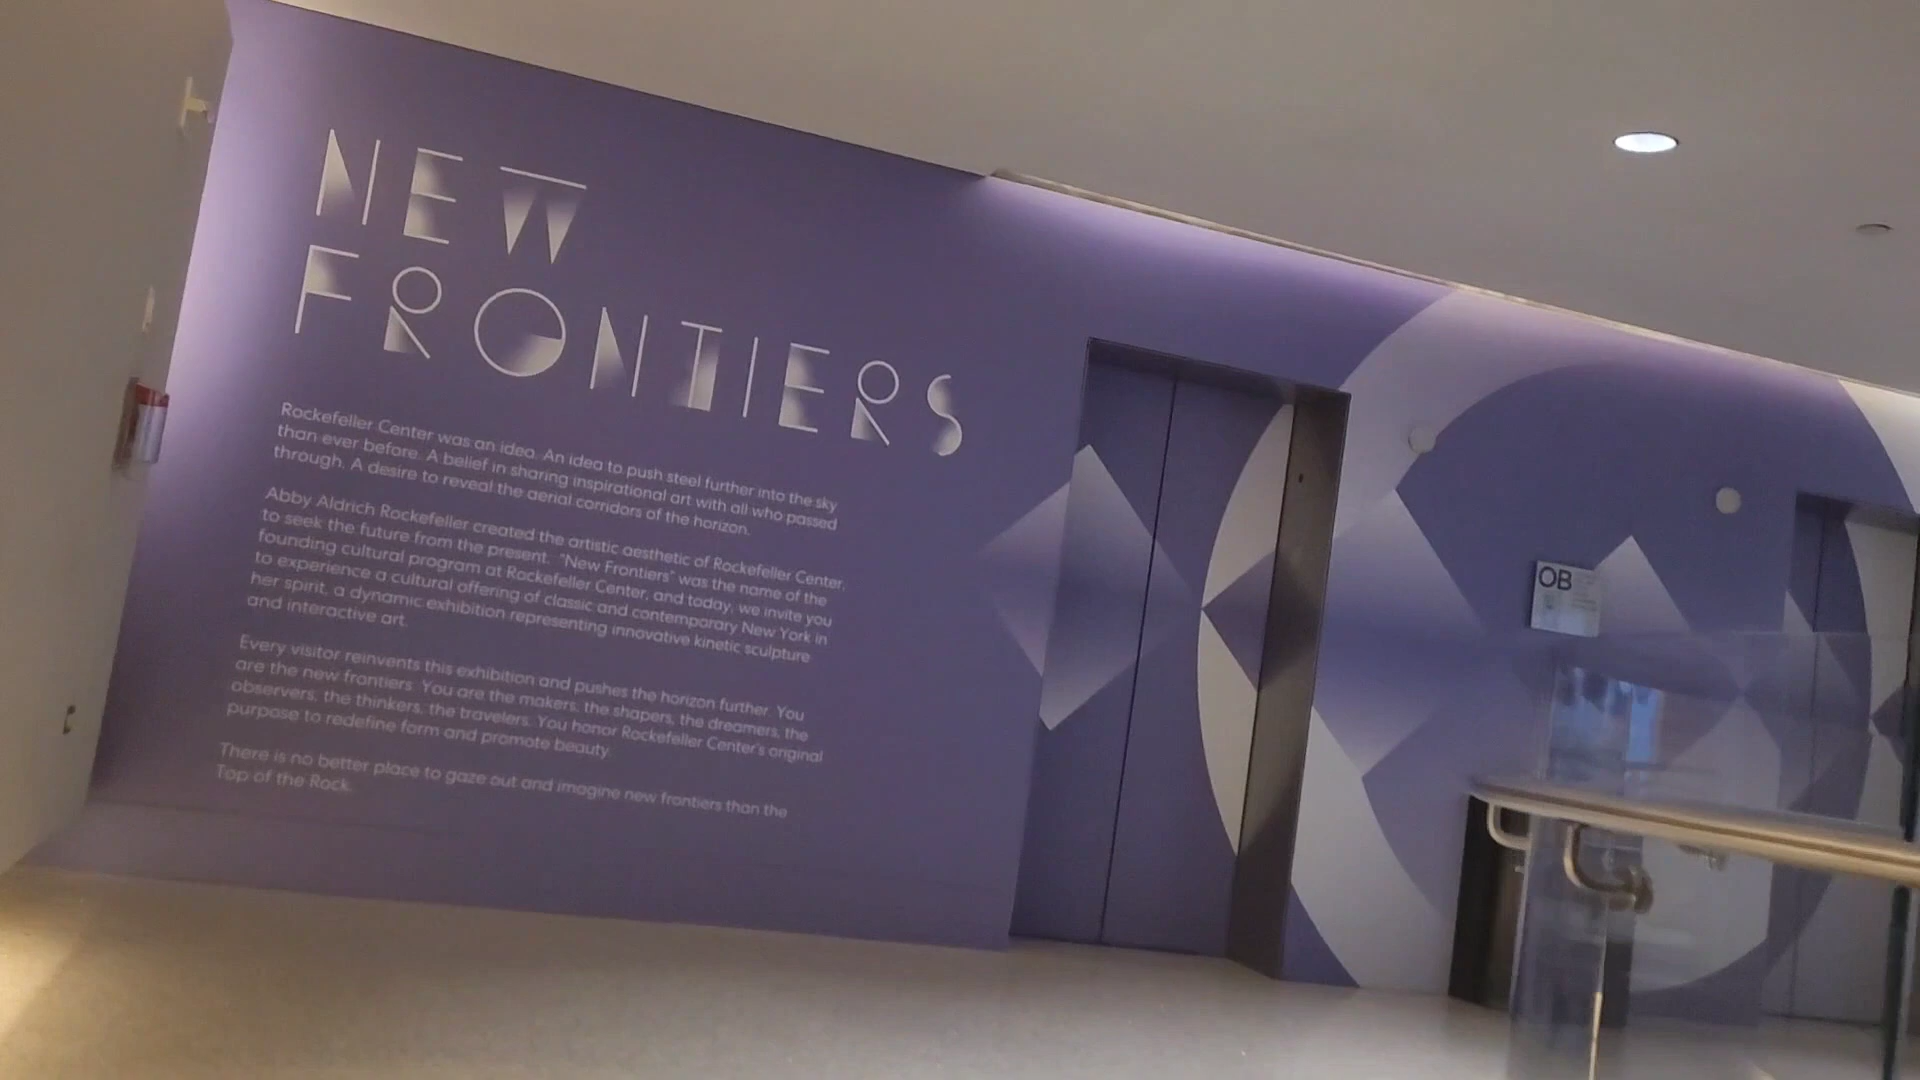 NEW
FRONTIERS
Rockefeller Center was an idea. An idea to push steel further into the sky
than ever before. A belief in sharing inspirational art with all who passed
through. A desire to reveal the aerial corridors of the horizon.
Abby Aldrich Rockefeller created the artistic aesthetic of Rockefeller Center,
to seek the future from the present. "New Frontiers" was the name of the
founding cultural program at Rockefeller Center, and today, we invite you
to experience a cultural offering of classic and contemporary New York in
her spirit, a dynamic exhibition representing innovative kinetic sculpture
and interactive art.
Every visitor reinvents this exhibition and pushes the horizon further. You
are the new frontiers. You are the makers, the shapers, the dreamers, the
observers, the thinkers, the travelers. You honor Rockefeller Center's original
purpose to redefine form and promote beauty.
There is no better place to gaze out and imagine new frontiers than the
Top of the Rock.
OB